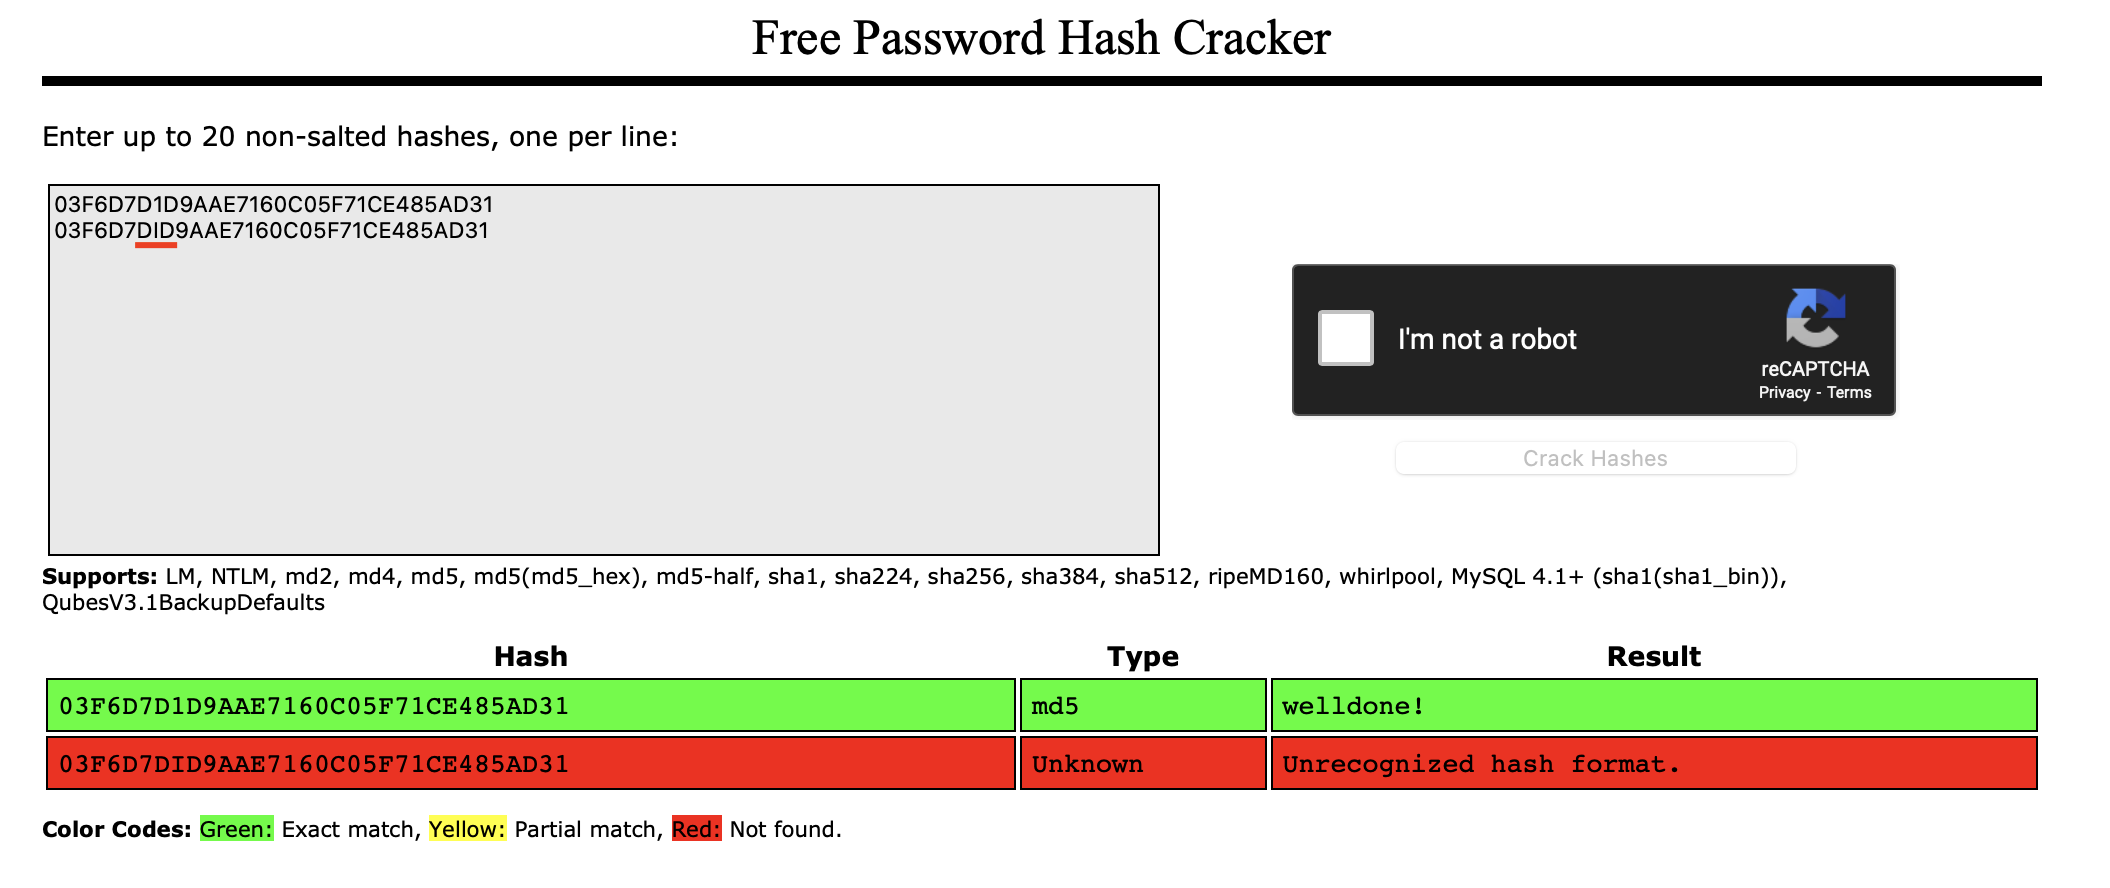 Free Password Hash Cracker
Enter up to 20 non-salted hashes, one per line:
03F6D7D1D9AAE7160C05F71CE485AD31
03F6D7DID9AAE7160C05F71CE485AD31
I'm not a robot
reCAPTCHA
Privacy - Terms
Crack Hashes
Supports: LM, NTLM, md2, md4, md5, md5(md5_hex), md5-half, sha1, sha224, sha256, sha384, sha512, ripeMD160, whirlpool, MySQL 4.1+ (sha1(sha1_bin)),
QubesV3.1BackupDefaults
Hash Type Result
03F6D7D1D9AAE7160C05F71CE485AD31 md5 welldone!
03F6D7DID9AAE7160C05F71CE485AD31 Unknown Unrecognized hash format.
Color Codes: Green: Exact match, Yellow: Partial match, Red: Not found.